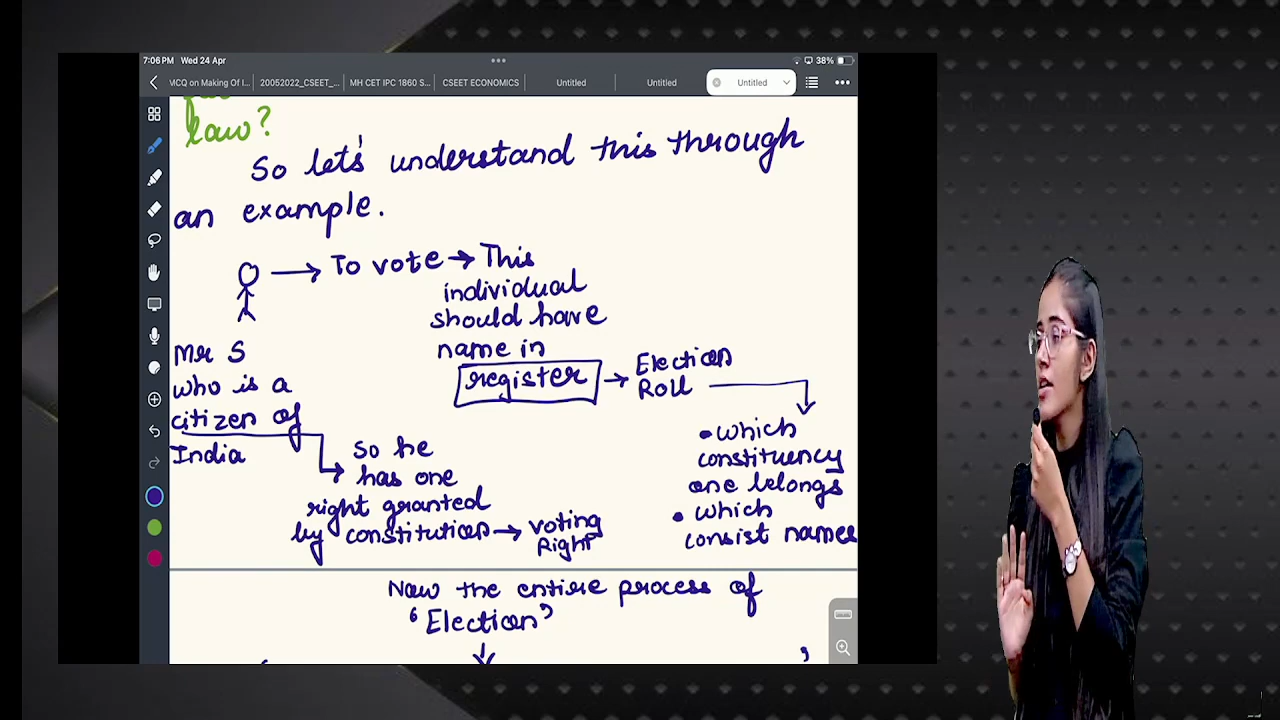 7:06 PM Wed 24 Apr
38%
MCQ on Making Of I...
20052022_CSEET_...
MH CET IPC 1860 S...
CSEET ECONOMICS
Untitled
Untitled
Untitled
law?
So let's understand this through
an example.
To vote → This
individual
should have
name in
register → Election
Roll
Mr S
who is a
citizen of
India
So he
has one
right granted
by constitution → voting
Right
• which
constituency
one belongs
• which
consist names
Now the entire process of
'Election'